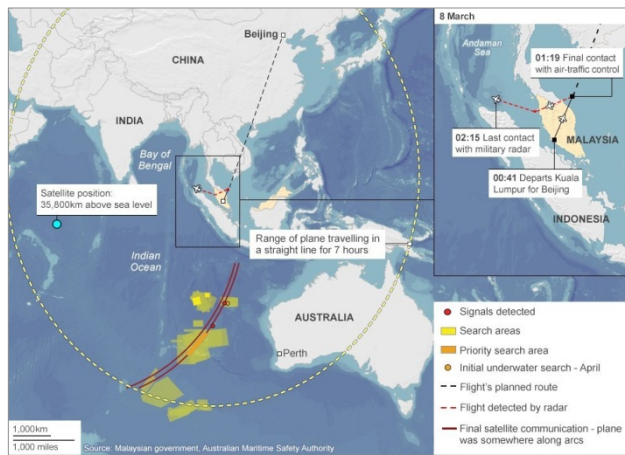 Beijing
CHINA
INDIA
Bay of
Bengal
Satellite position:
35,800km above sea level
Indian
Ocean
Range of plane travelling in
a straight line for 7 hours
AUSTRALIA
Perth
1,000km
1,000 miles
Source: Malaysian government, Australian Maritime Safety Authority
8 March
Andaman
Sea
01:19 Final contact
with air-traffic control
02:15 Last contact
with military radar
MALAYSIA
00:41 Departs Kuala
Lumpur for Beijing
INDONESIA
Signals detected
Search areas
Priority search area
Initial underwater search - April
Flight's planned route
Flight detected by radar
Final satellite communication - plane
was somewhere along arcs